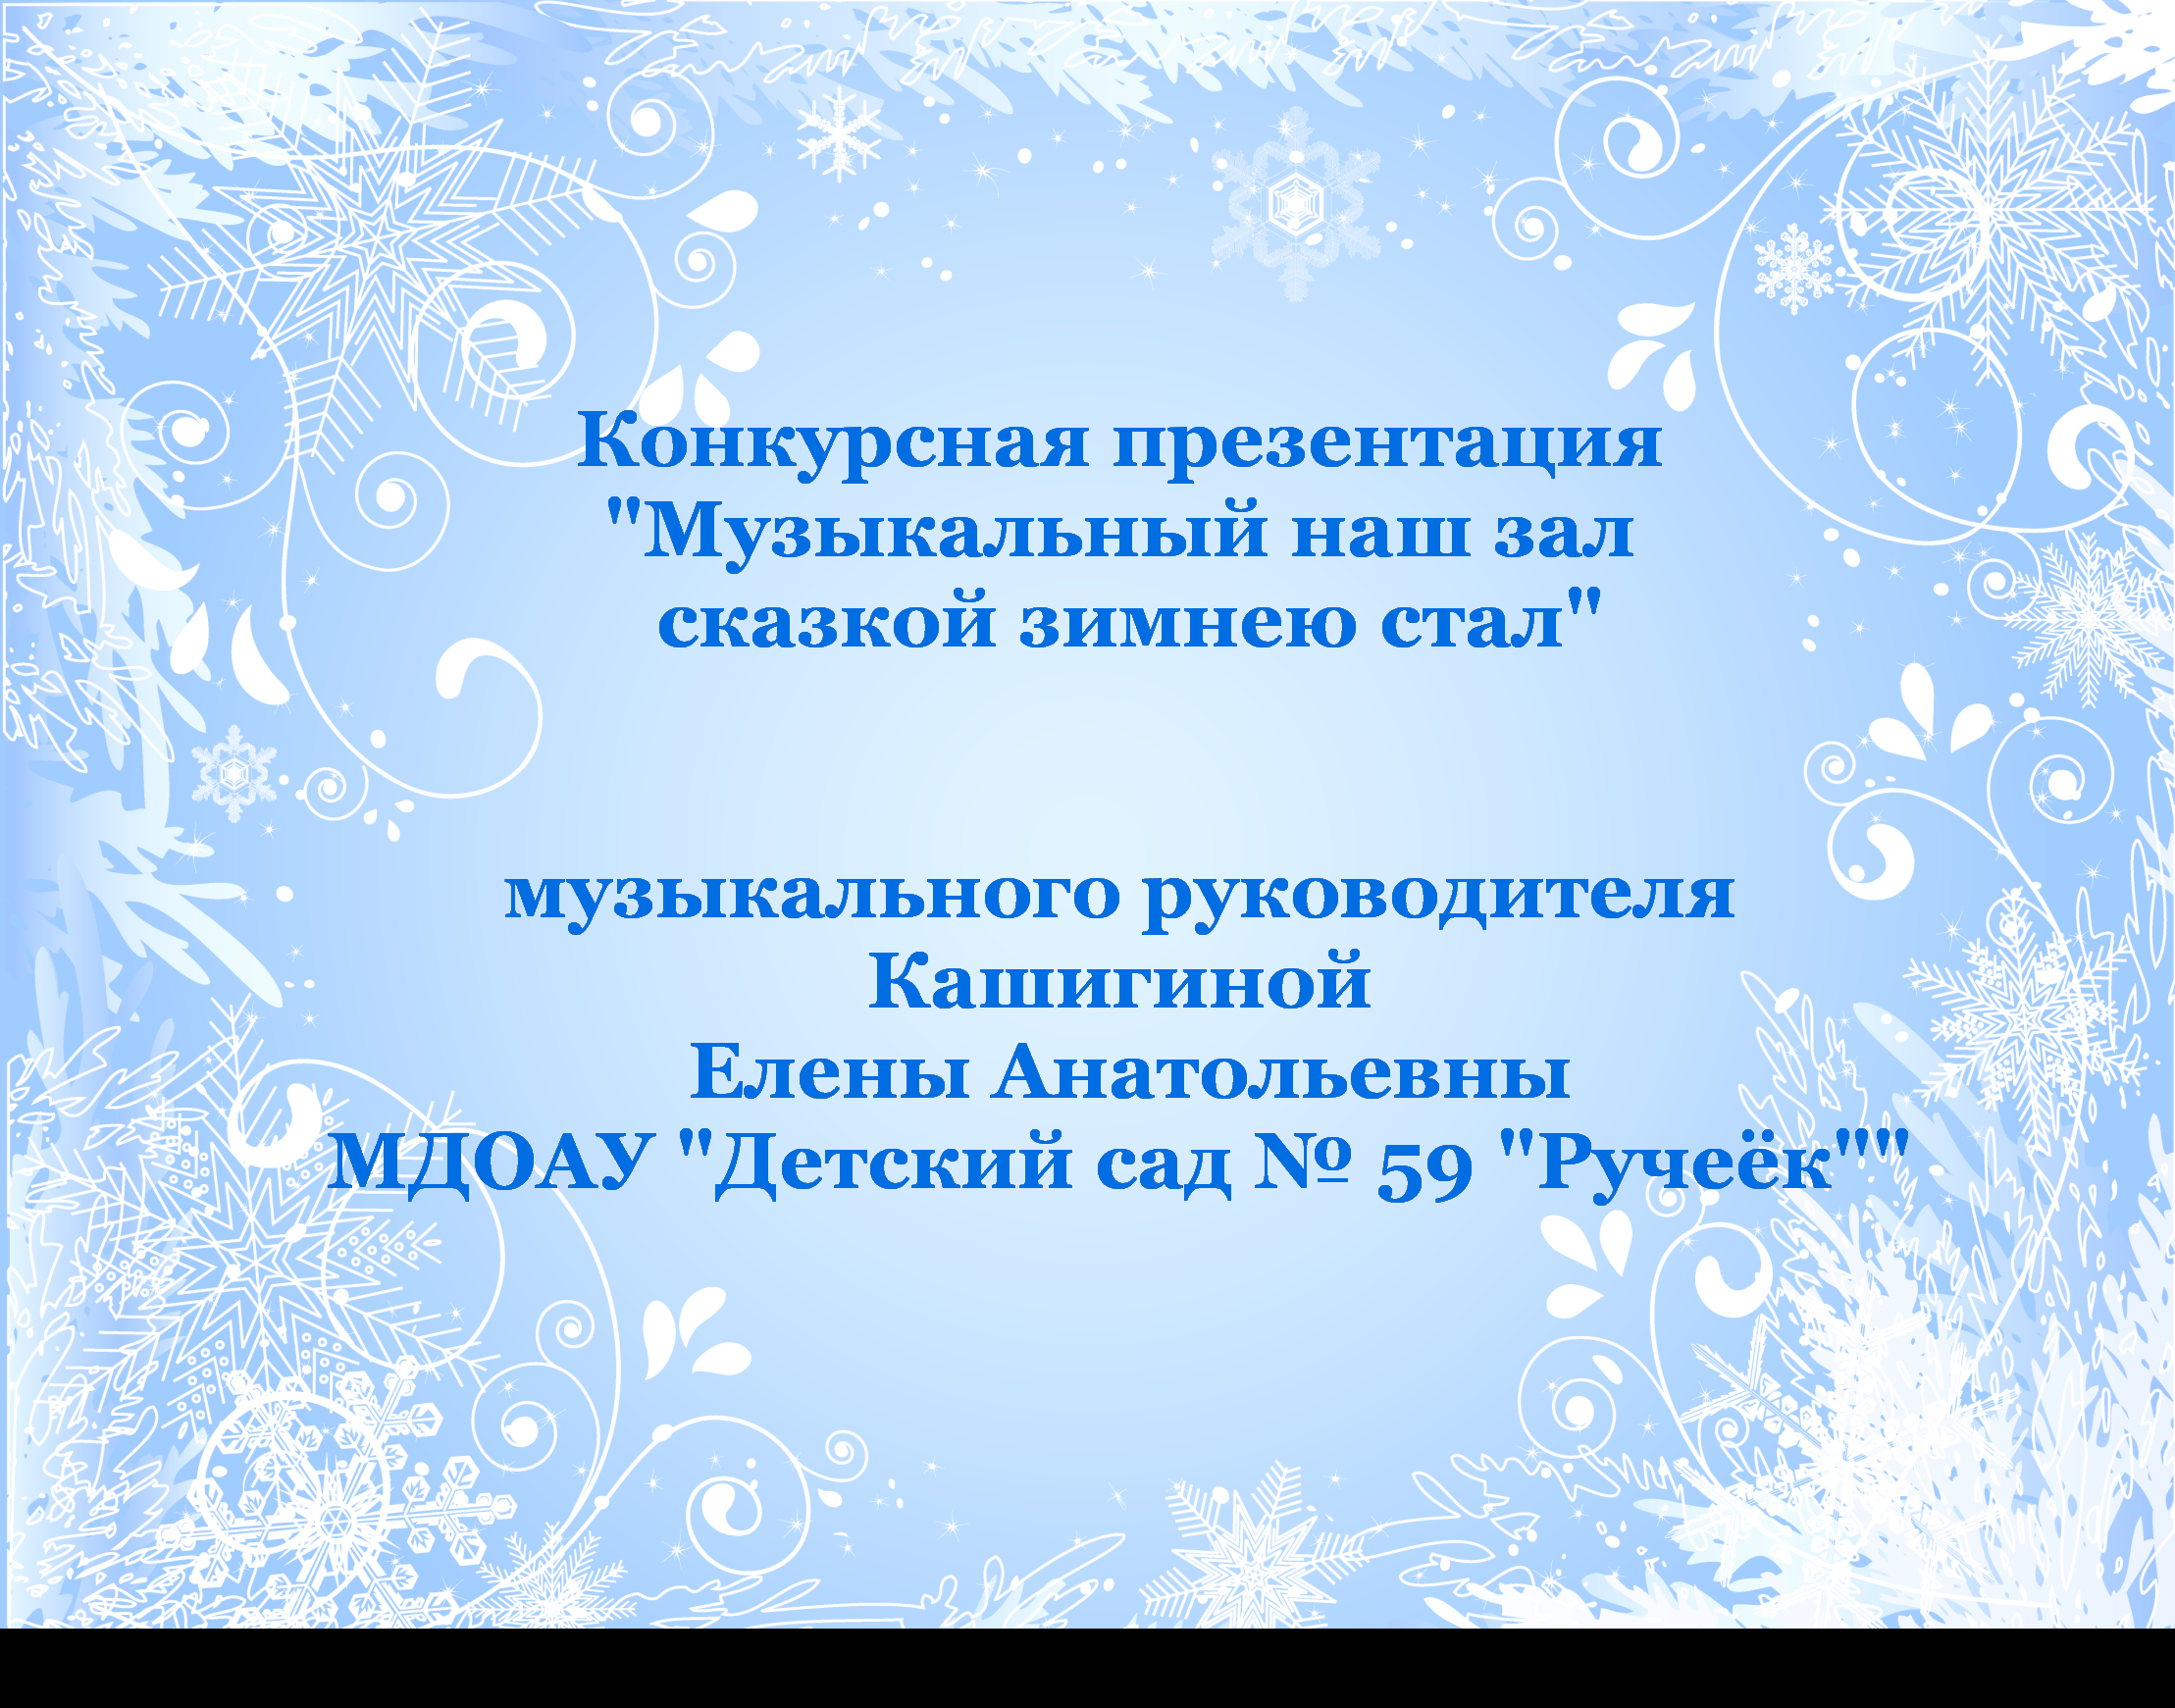 Конкурсная презентация
"Музыкальный наш зал
сказкой зимнею стал"
музыкального руководителя
Кашигиной
Елены Анатольевны
МДОАУ "Детский сад № 59 "Ручеёк""